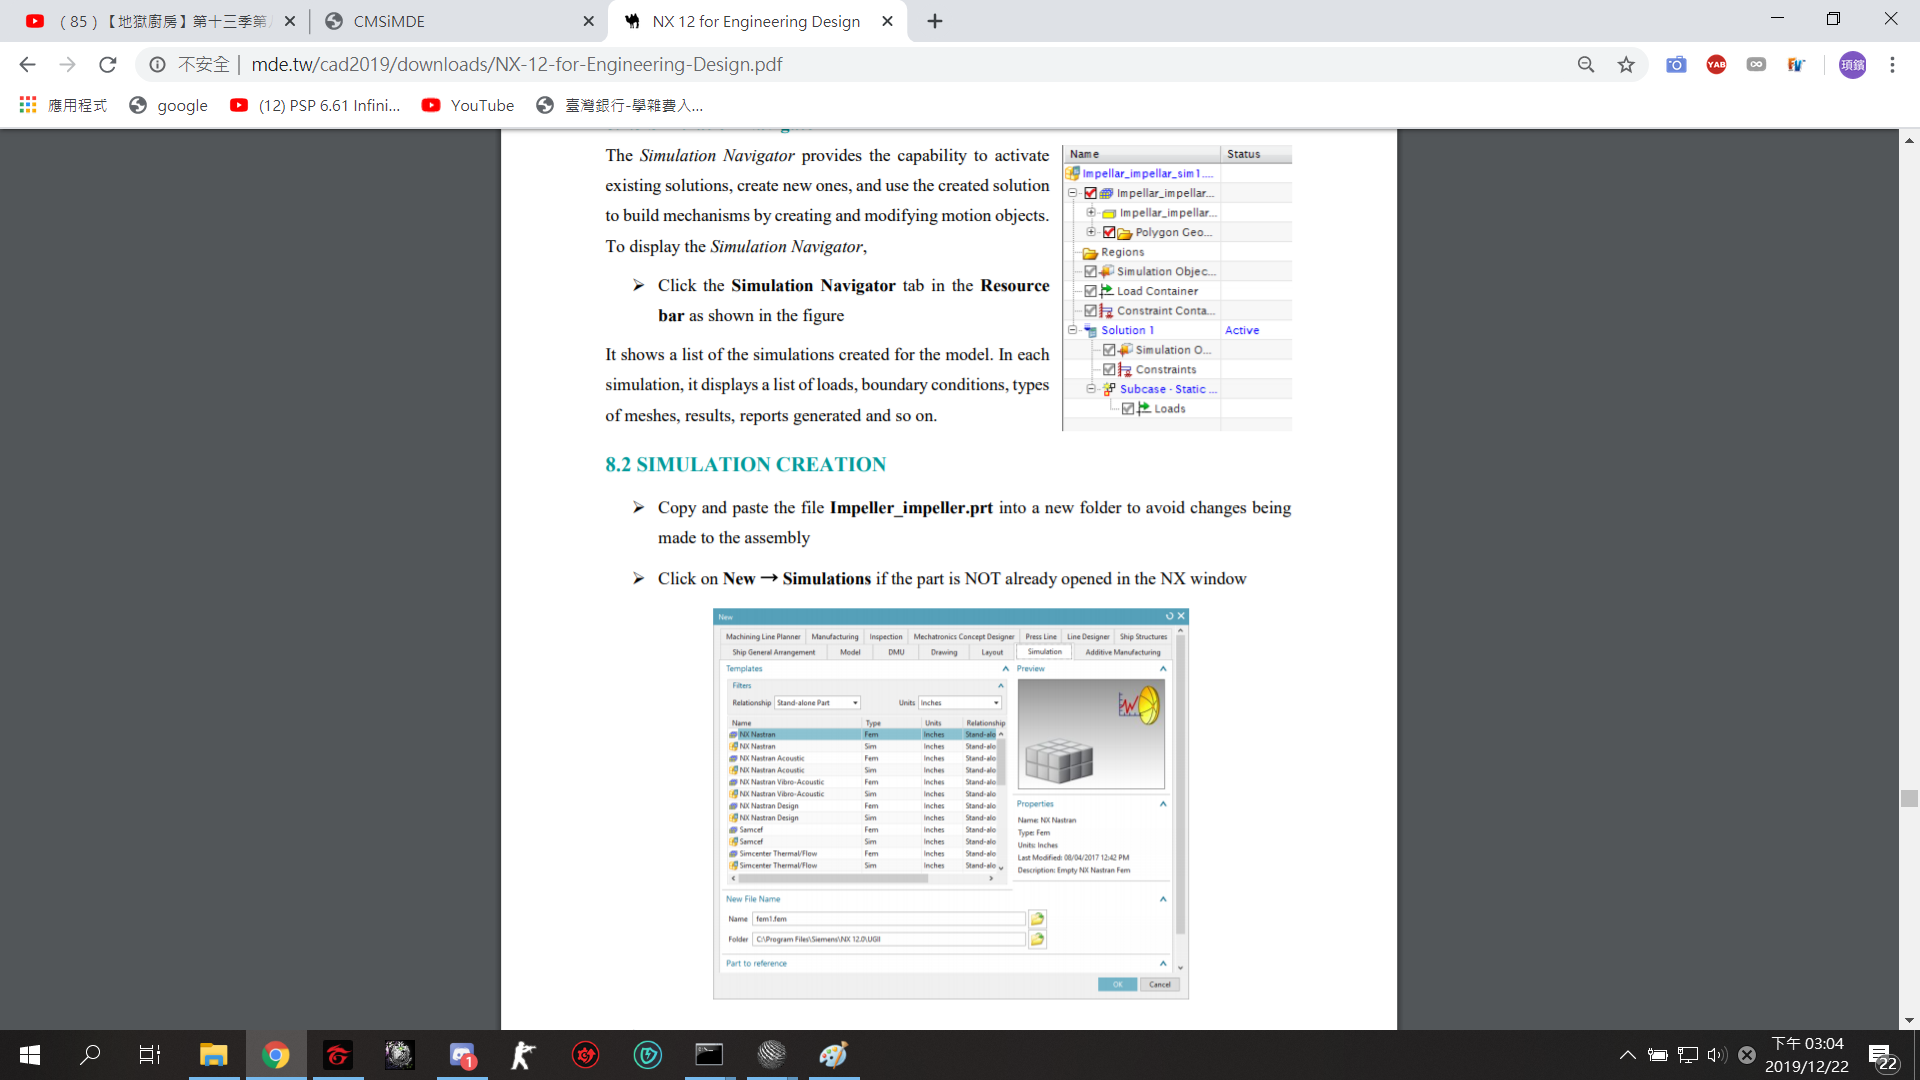 (85)【地獄廚房】第十三季第
CMSiMDE
NX 12 for Engineering Design
不安全 | mde.tw/cad2019/downloads/NX-12-for-Engineering-Design.pdf
YAB
項鑌
應用程式
google
(12) PSP 6.61 Infini...
YouTube
臺灣銀行-學雜費入...
The Simulation Navigator provides the capability to activate
existing solutions, create new ones, and use the created solution
to build mechanisms by creating and modifying motion objects.
To display the Simulation Navigator,
➢ Click the Simulation Navigator tab in the Resource
bar as shown in the figure
It shows a list of the simulations created for the model. In each
simulation, it displays a list of loads, boundary conditions, types
of meshes, results, reports generated and so on.
Name Status
Impellar_impellar_sim1....
Impellar_impellar...
Impellar_impellar...
Polygon Geo...
Regions
Simulation Objec...
Load Container
Constraint Conta...
Solution 1 Active
Simulation O...
Constraints
Subcase - Static ...
Loads
8.2 SIMULATION CREATION
➢ Copy and paste the file Impeller_impeller.prt into a new folder to avoid changes being
made to the assembly
➢ Click on New → Simulations if the part is NOT already opened in the NX window
New
Machining Line Planner Manufacturing Inspection Mechatronics Concept Designer Press Line Line Designer Ship Structures
Ship General Arrangement Model DMU Drawing Layout Simulation Additive Manufacturing
Templates
Filters
Relationship Stand-alone Part Units Inches
Name Type Units Relationship
NX Nastran Fem Inches Stand-alo
NX Nastran Sim Inches Stand-alo
NX Nastran Acoustic Fem Inches Stand-alo
NX Nastran Acoustic Sim Inches Stand-alo
NX Nastran Vibro-Acoustic Fem Inches Stand-alo
NX Nastran Vibro-Acoustic Sim Inches Stand-alo
NX Nastran Design Fem Inches Stand-alo
NX Nastran Design Sim Inches Stand-alo
Samcef Fem Inches Stand-alo
Samcef Sim Inches Stand-alo
Simcenter Thermal/Flow Fem Inches Stand-alo
Simcenter Thermal/Flow Sim Inches Stand-alo
Preview
Properties
Name: NX Nastran
Type: Fem
Units: Inches
Last Modified: 08/04/2017 12:42 PM
Description: Empty NX Nastran Fem
New File Name
Name fem1.fem
Folder C:\Program Files\Siemens\NX 12.0\UGII
Part to reference
OK Cancel
1
下午 03:04
2019/12/22
22